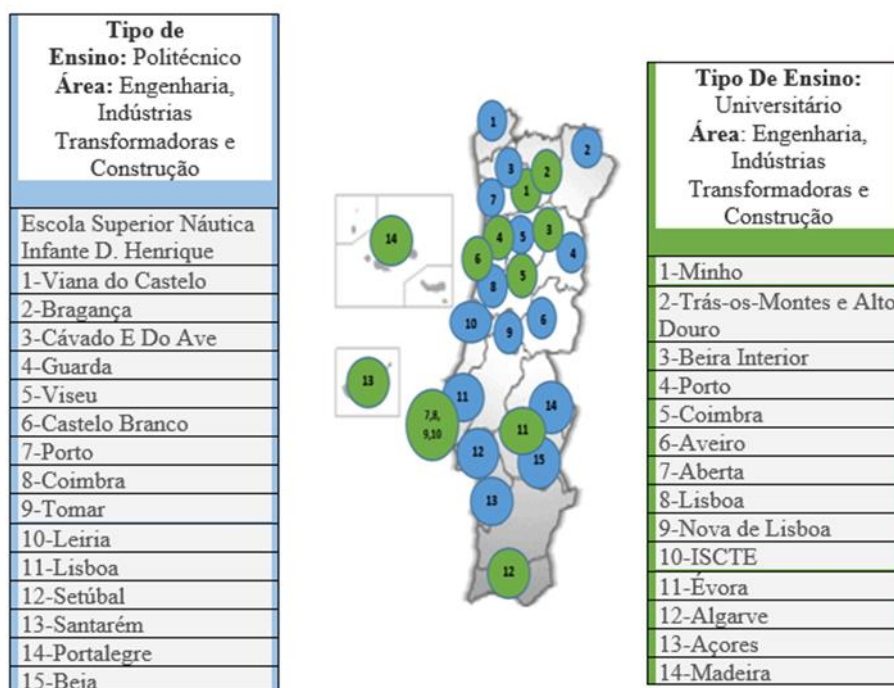 Tipo de
Ensino: Politécnico
Área: Engenharia,
Indústrias
Transformadoras e
Construção
Escola Superior Náutica
Infante D. Henrique
1-Viana do Castelo
2-Bragança
3-Cávado E Do Ave
4-Guarda
5-Viseu
6-Castelo Branco
7-Porto
8-Coimbra
9-Tomar
10-Leiria
11-Lisboa
12-Setúbal
13-Santarém
14-Portalegre
15-Beja
1
2
3
2
1
7
4
5
3
14
6
4
5
8
10
9
6
13
11
14
7,8,
9,10
11
12
15
13
12
Tipo De Ensino:
Universitário
Área: Engenharia,
Indústrias
Transformadoras e
Construção
1-Minho
2-Trás-os-Montes e Alto
Douro
3-Beira Interior
4-Porto
5-Coimbra
6-Aveiro
7-Aberta
8-Lisboa
9-Nova de Lisboa
10-ISCTE
11-Évora
12-Algarve
13-Açores
14-Madeira